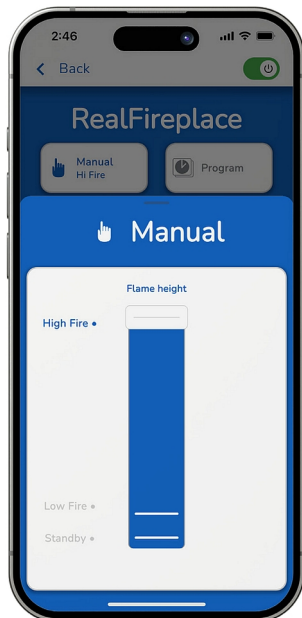 2:46
Back
RealFireplace
Manual
Hi Fire
Program
Manual
Flame height
High Fire
Low Fire
Standby